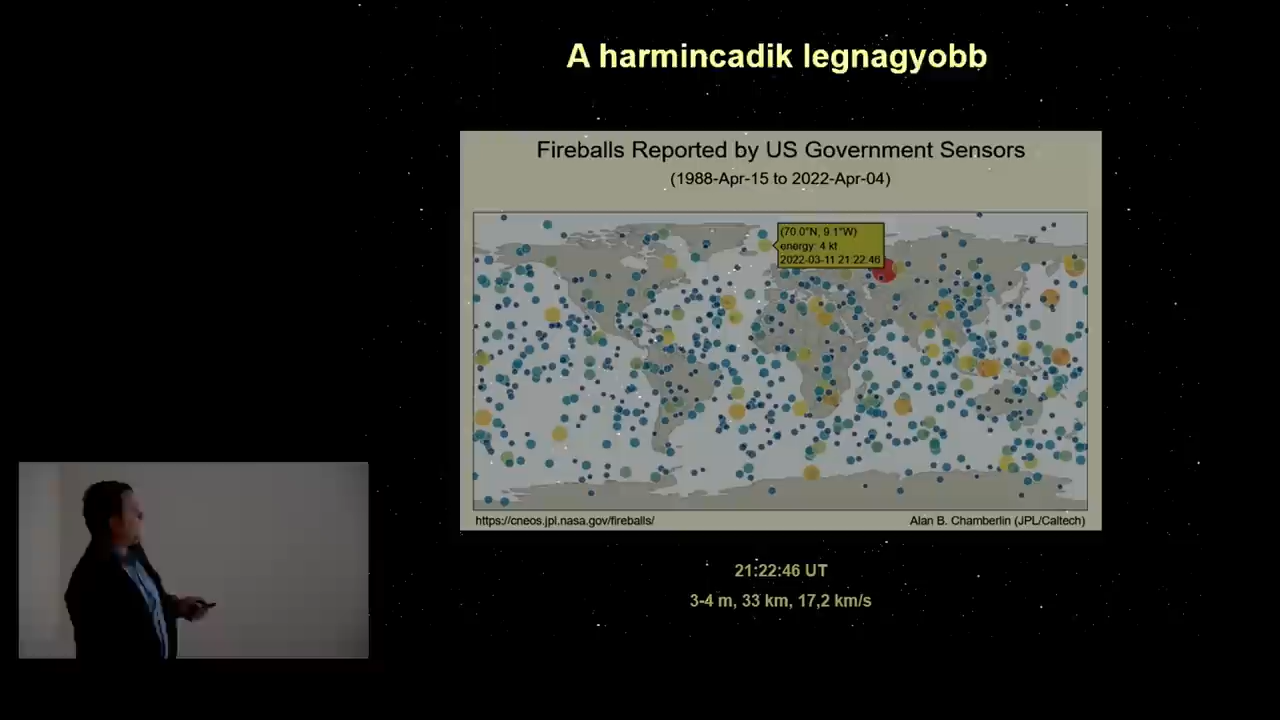 A harmincadik legnagyobb
Fireballs Reported by US Government Sensors
(1988-Apr-15 to 2022-Apr-04)
(70.0°N, 9.1°W)
energy: 4 kt
2022-03-11 21:22:46
https://cneos.jpl.nasa.gov/fireballs/
Alan B. Chamberlin (JPL/Caltech)
21:22:46 UT
3-4 m, 33 km, 17,2 km/s